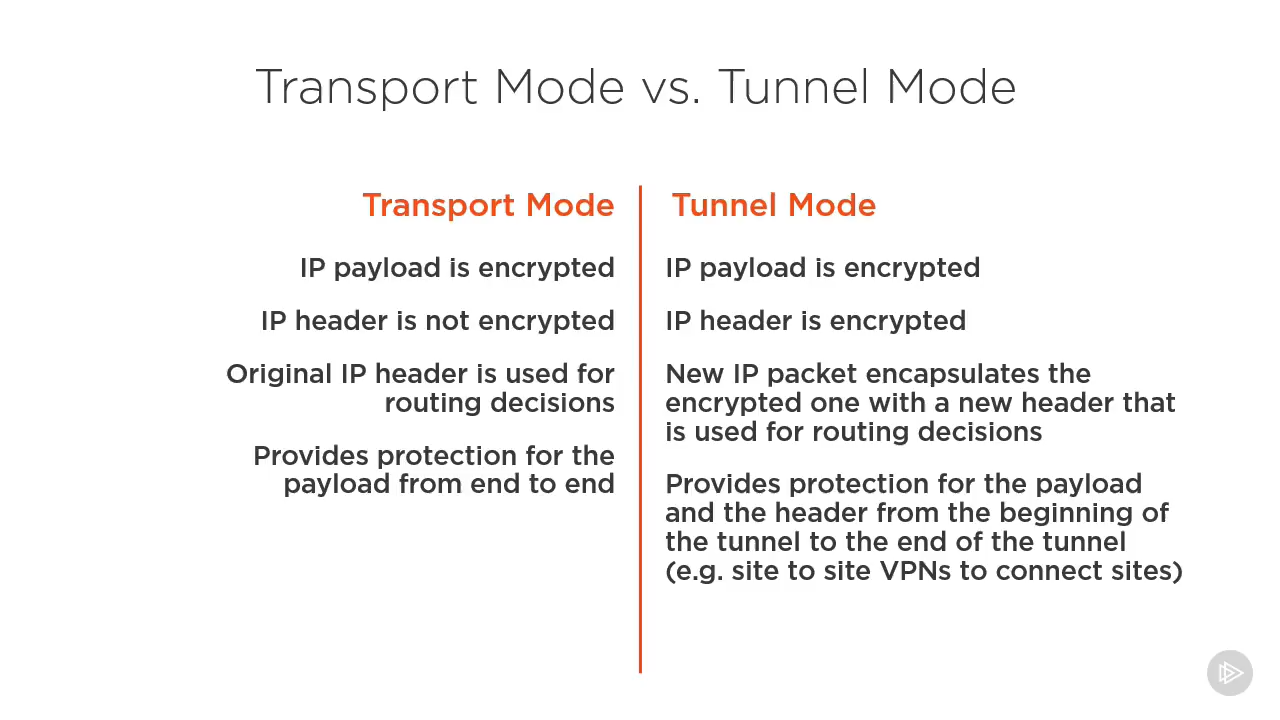 Transport Mode vs. Tunnel Mode
Transport Mode
IP payload is encrypted
IP header is not encrypted
Original IP header is used for
routing decisions
Provides protection for the
payload from end to end
Tunnel Mode
IP payload is encrypted
IP header is encrypted
New IP packet encapsulates the
encrypted one with a new header that
is used for routing decisions
Provides protection for the payload
and the header from the beginning of
the tunnel to the end of the tunnel
(e.g. site to site VPNs to connect sites)